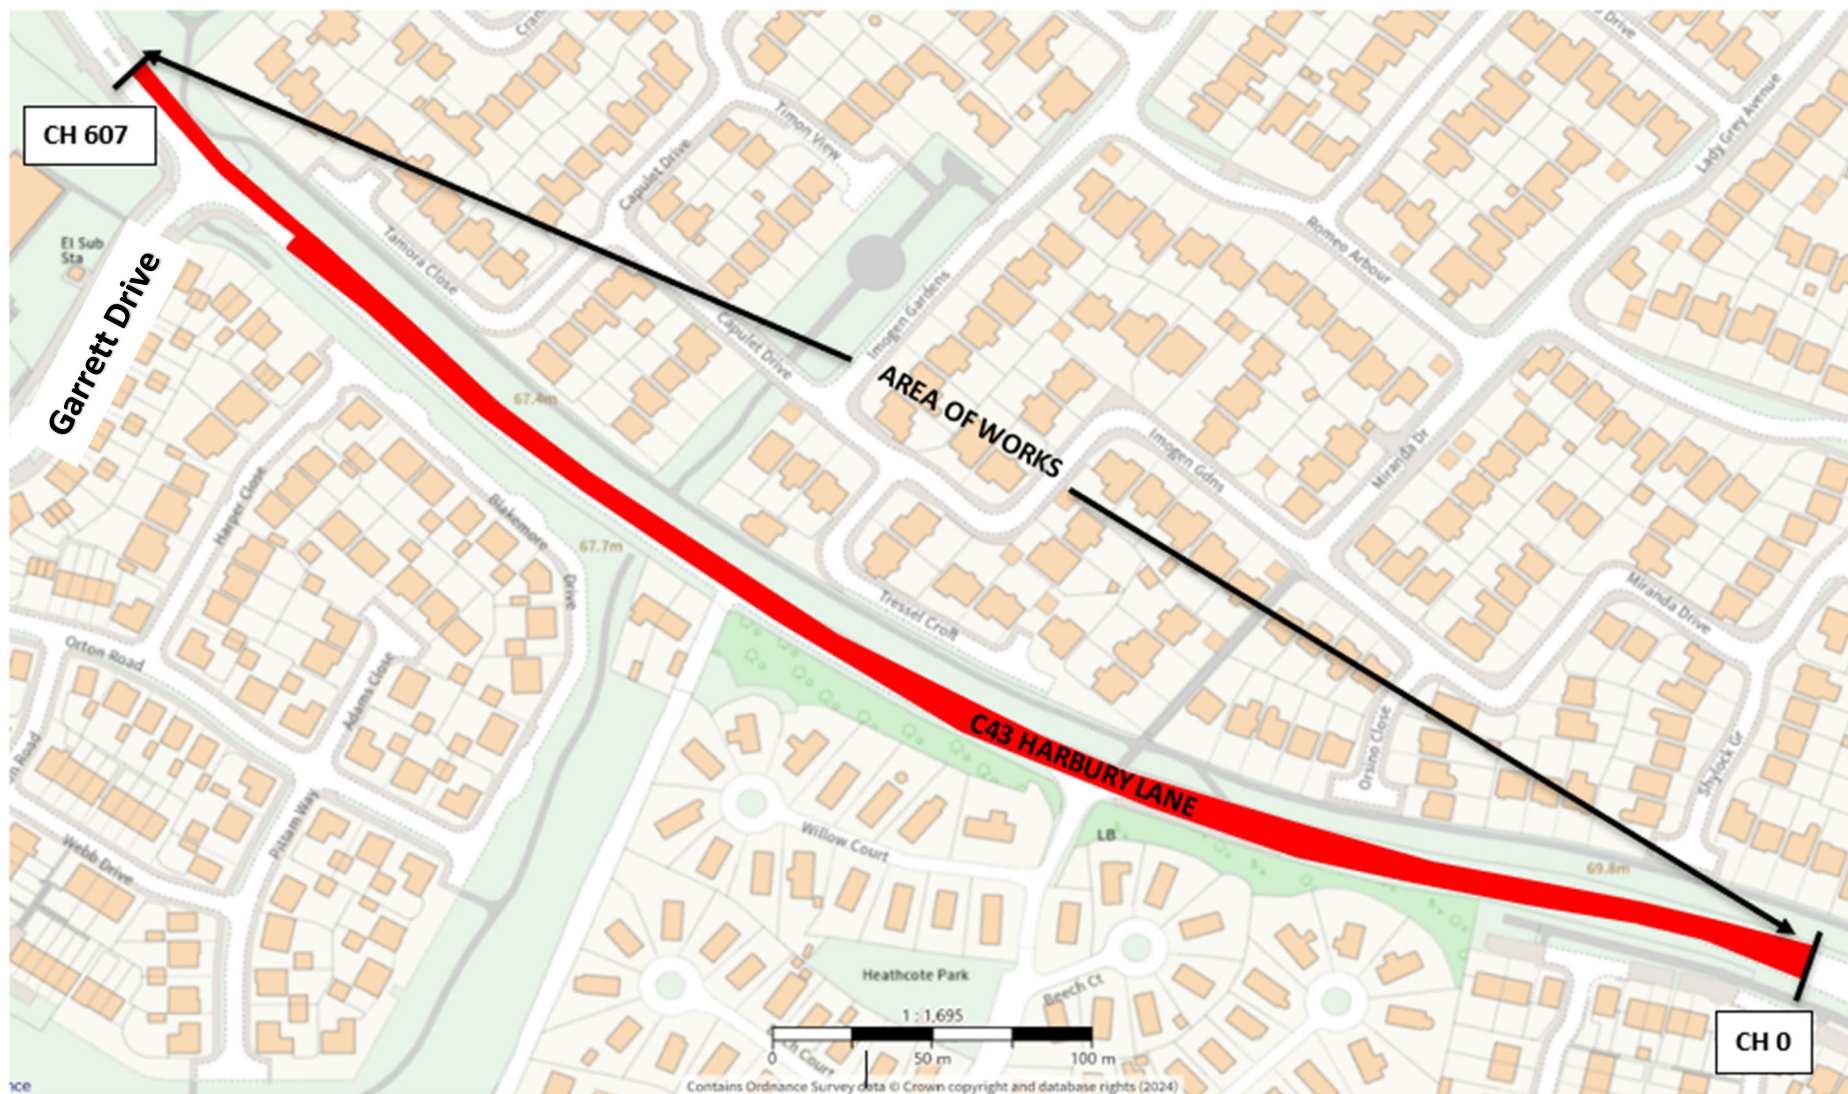 Drive
Timon View
Lady Grey Avenue
CH 607
Capulet Drive
Romeo Arbour
El Sub
Sta
Tamora Close
Garrett Drive
Imogen Gardens
Capulet Drive
67.4m
AREA OF WORKS
Imogen Gdns
Miranda Dr
Harper Close
Blakemore
Drive
67.7m
Tressel Croft
Miranda Drive
Orton Road
Adams Close
C43 HARBURY LANE
Orsino Close
Shylock Gr
Road
Pittam Way
Webb Drive
Willow Court
LB
69.8m
Heathcote Park
Beech Ct
1 : 1,695
0 50 m 100 m
Court
CH 0
Contains Ordnance Survey data © Crown copyright and database rights (2024)